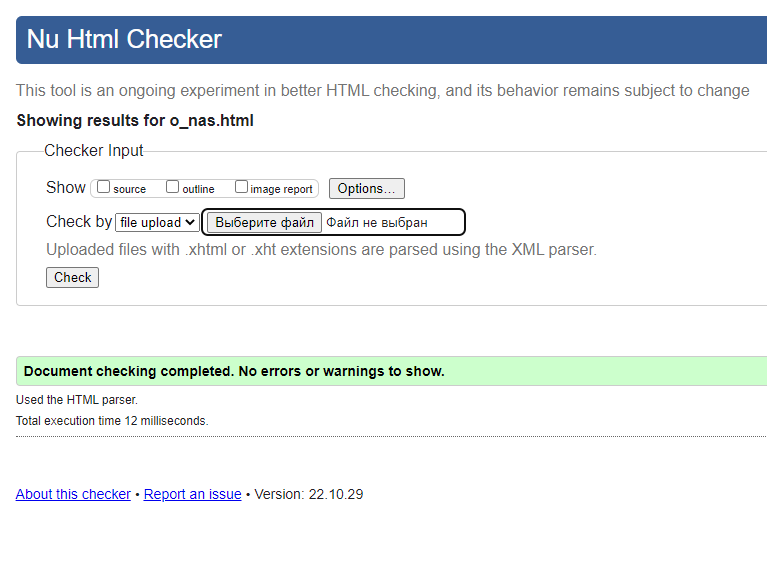 Nu Html Checker
This tool is an ongoing experiment in better HTML checking, and its behavior remains subject to change
Showing results for o_nas.html
Checker Input
Show source outline image report Options...
Check by file upload Выберите файл Файл не выбран
Uploaded files with .xhtml or .xht extensions are parsed using the XML parser.
Check
Document checking completed. No errors or warnings to show.
Used the HTML parser.
Total execution time 12 milliseconds.
About this checker • Report an issue • Version: 22.10.29